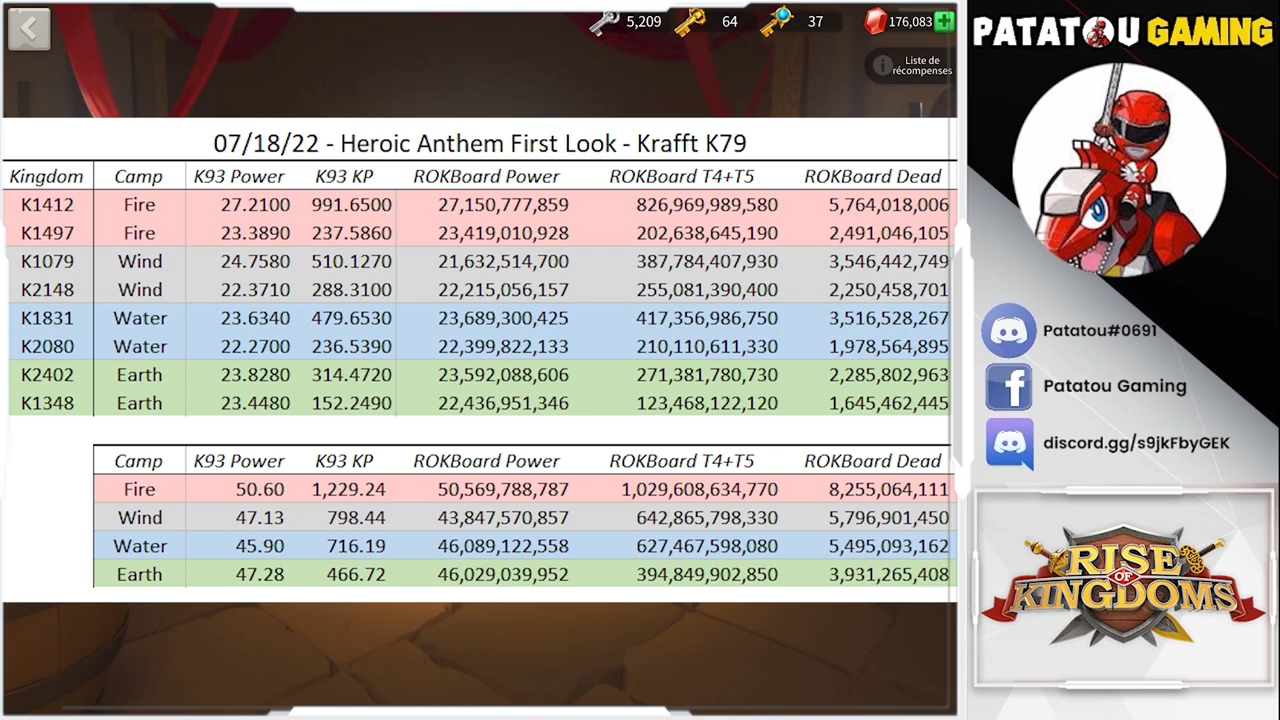 5,209 64 37 176,083
Liste de
récompenses
07/18/22 - Heroic Anthem First Look - Krafft K79
Kingdom Camp K93 Power K93 KP ROKBoard Power ROKBoard T4+T5 ROKBoard Dead
K1412 Fire 27.2100 991.6500 27,150,777,859 826,969,989,580 5,764,018,006
K1497 Fire 23.3890 237.5860 23,419,010,928 202,638,645,190 2,491,046,105
K1079 Wind 24.7580 510.1270 21,632,514,700 387,784,407,930 3,546,442,749
K2148 Wind 22.3710 288.3100 22,215,056,157 255,081,390,400 2,250,458,701
K1831 Water 23.6340 479.6530 23,689,300,425 417,356,986,750 3,516,528,267
K2080 Water 22.2700 236.5390 22,399,822,133 210,110,611,330 1,978,564,895
K2402 Earth 23.8280 314.4720 23,592,088,606 271,381,780,730 2,285,802,963
K1348 Earth 23.4480 152.2490 22,436,951,346 123,468,122,120 1,645,462,445
Camp K93 Power K93 KP ROKBoard Power ROKBoard T4+T5 ROKBoard Dead
Fire 50.60 1,229.24 50,569,788,787 1,029,608,634,770 8,255,064,111
Wind 47.13 798.44 43,847,570,857 642,865,798,330 5,796,901,450
Water 45.90 716.19 46,089,122,558 627,467,598,080 5,495,093,162
Earth 47.28 466.72 46,029,039,952 394,849,902,850 3,931,265,408
PATATOU GAMING
Patatou#0691
Patatou Gaming
discord.gg/s9jkFbyGEK
RISE
OF
KINGDOMS